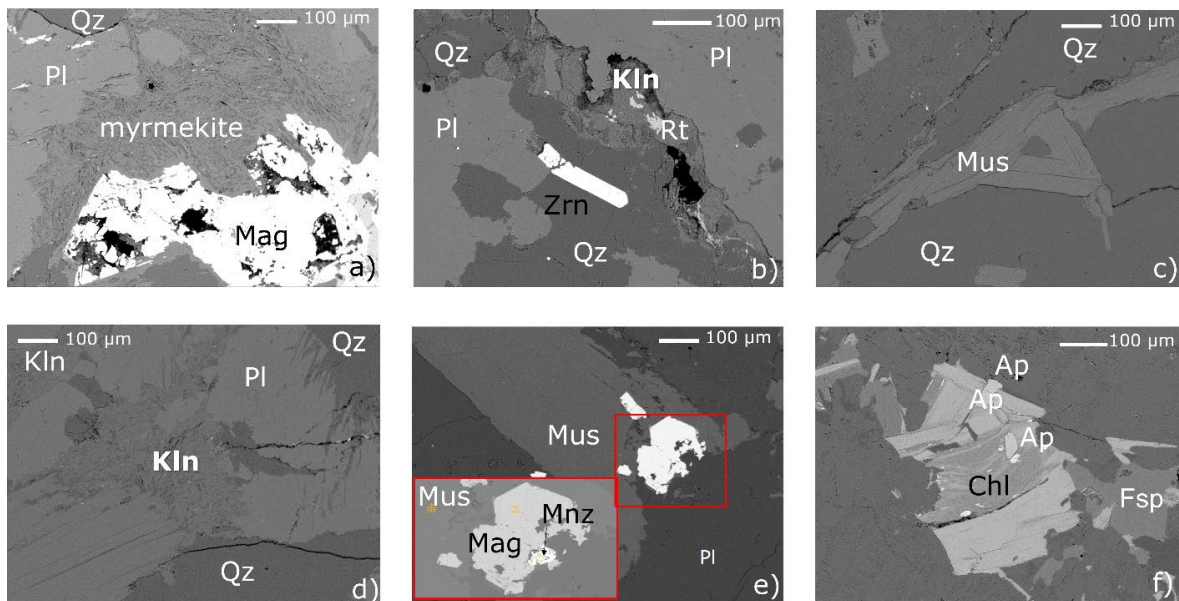 100 µm
Qz
Pl
myrmekite
Mag
a)
100 µm
Qz
Pl
Kln
Pl
Rt
Zrn
Qz
b)
100 µm
Qz
Mus
Qz
c)
100 µm
Qz
Kln
Pl
Kln
Qz
d)
100 µm
Mus
Mus
Mnz
Mag
Pl
e)
100 µm
Ap
Ap
Ap
Chl
Fsp
f)